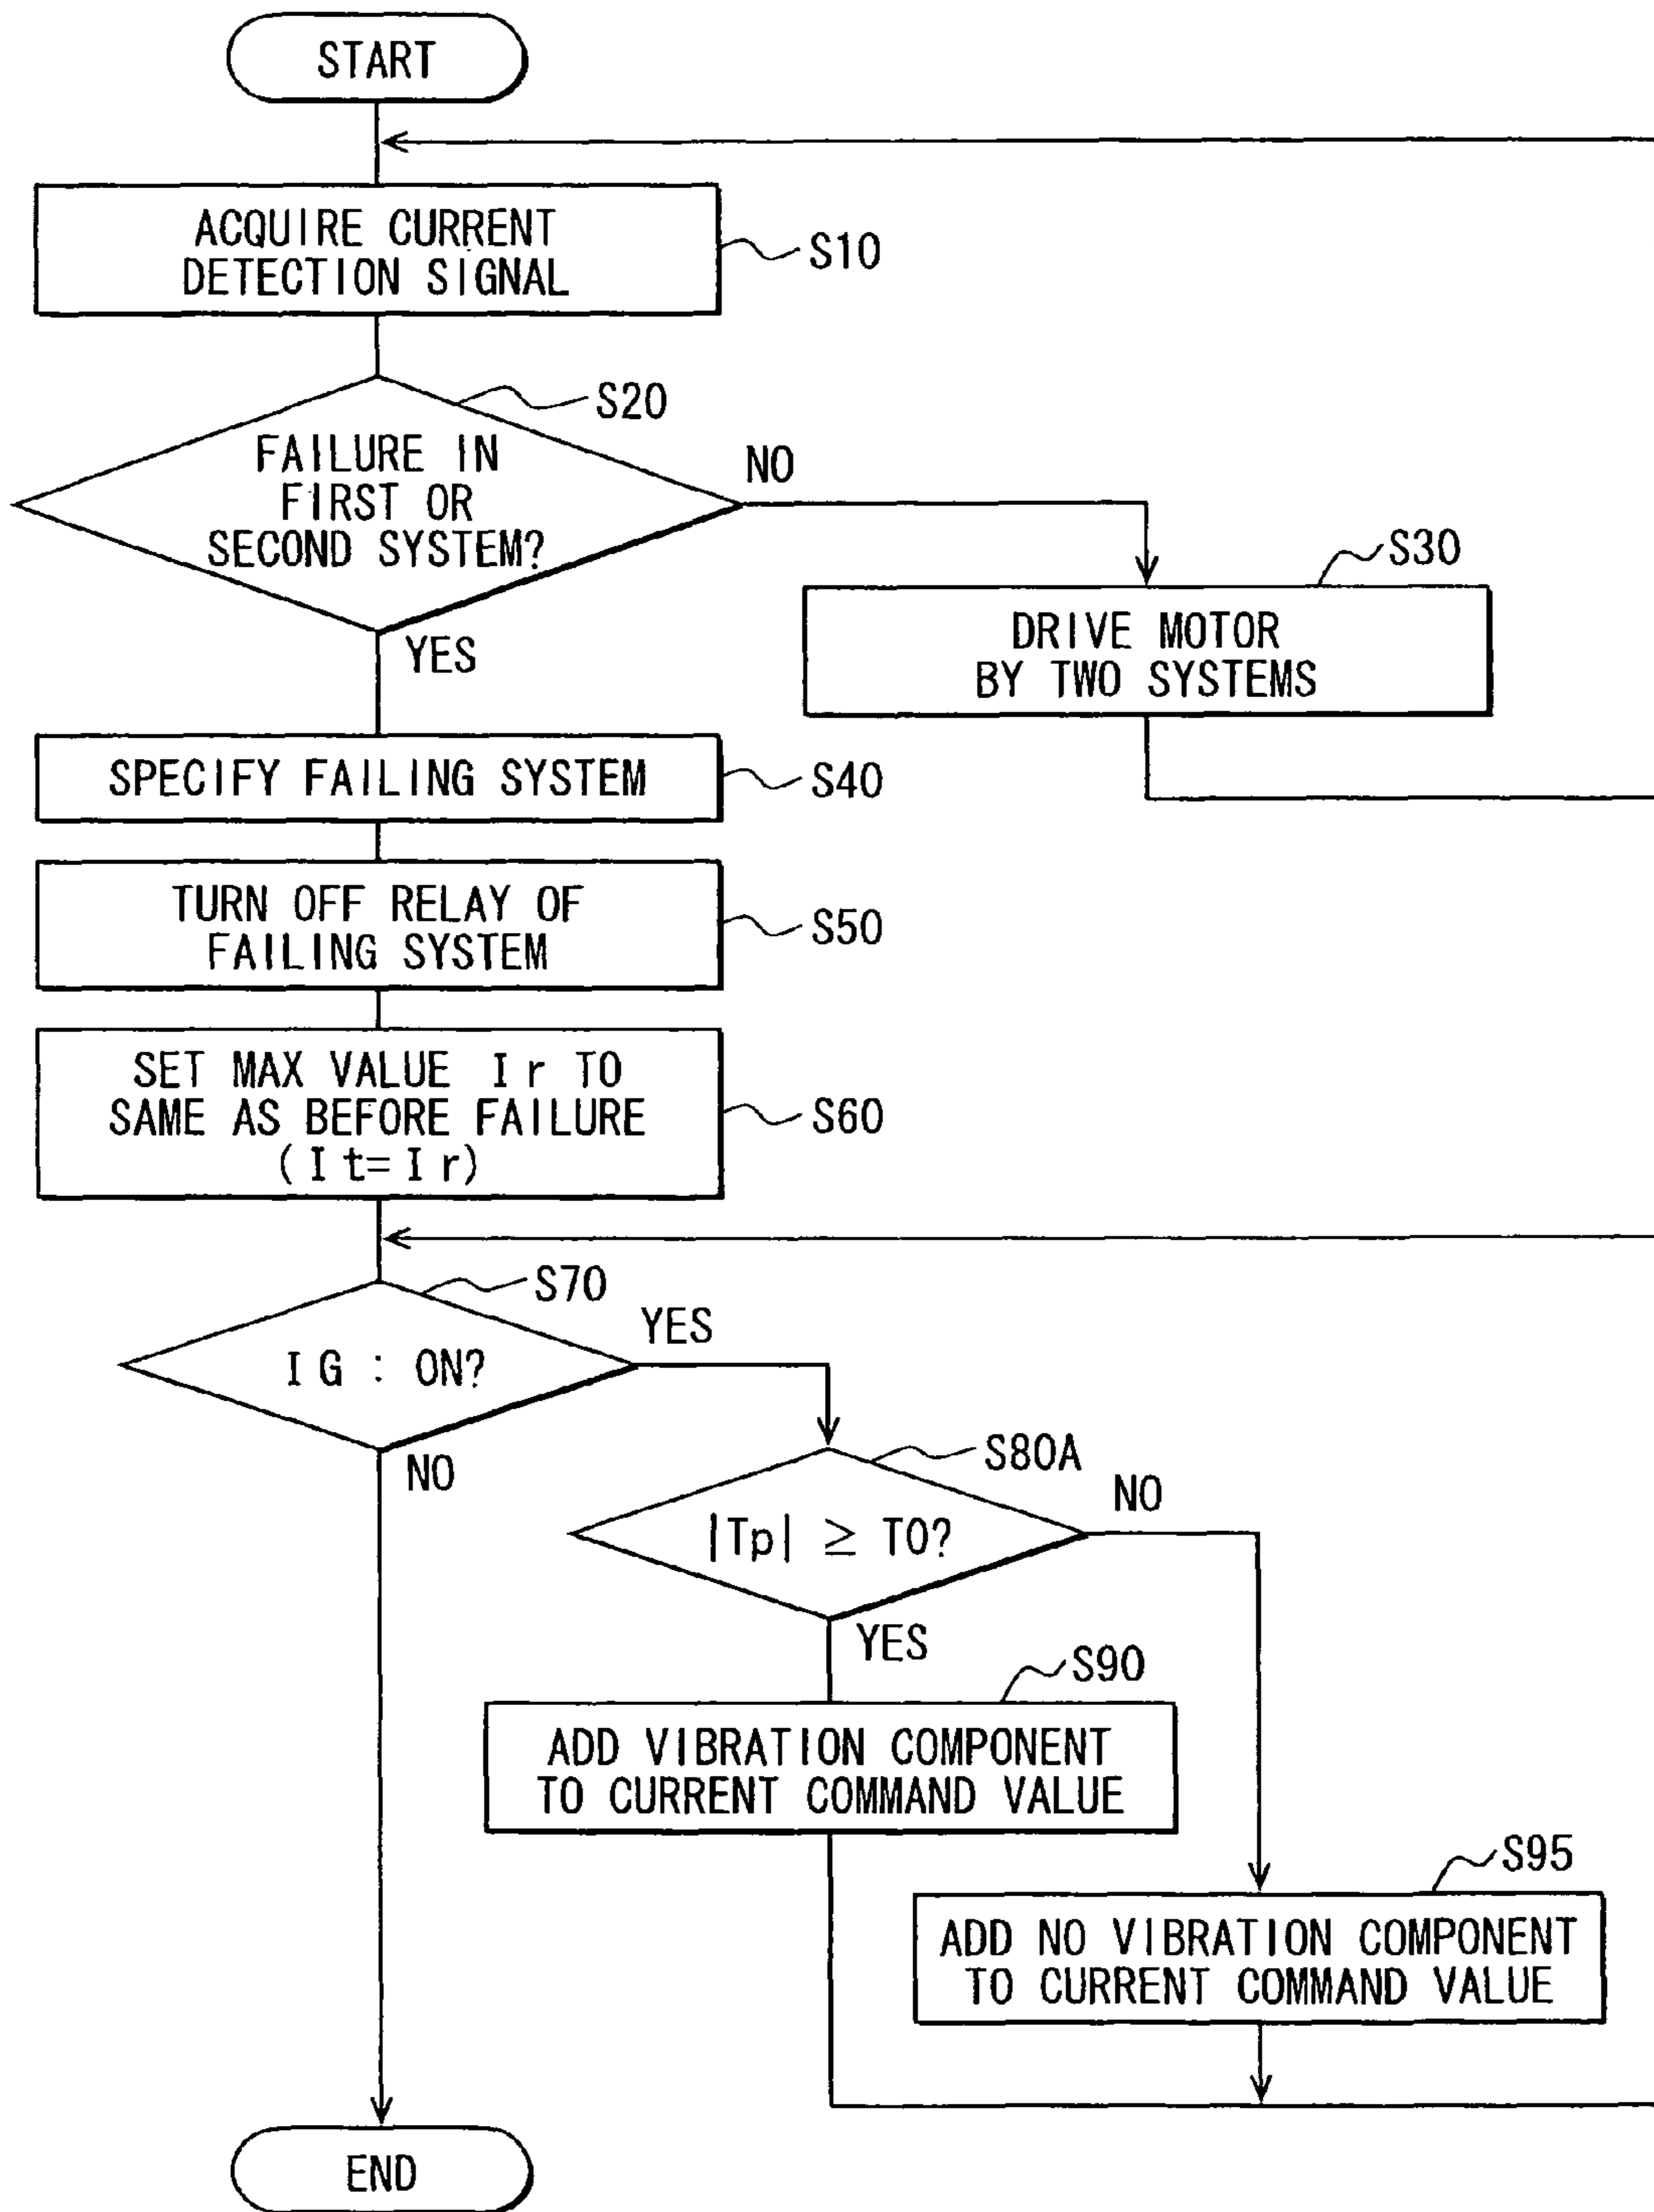 START
ACQUIRE CURRENT
DETECTION SIGNAL
S10
S20
FAILURE IN
FIRST OR
SECOND SYSTEM?
NO
YES
S30
DRIVE MOTOR
BY TWO SYSTEMS
SPECIFY FAILING SYSTEM
S40
TURN OFF RELAY OF
FAILING SYSTEM
S50
SET MAX VALUE Ir TO
SAME AS BEFORE FAILURE
(It=Ir)
S60
S70
IG : ON?
YES
NO
S80A
|Tp| ≥ T0?
NO
YES
S90
ADD VIBRATION COMPONENT
TO CURRENT COMMAND VALUE
S95
ADD NO VIBRATION COMPONENT
TO CURRENT COMMAND VALUE
END